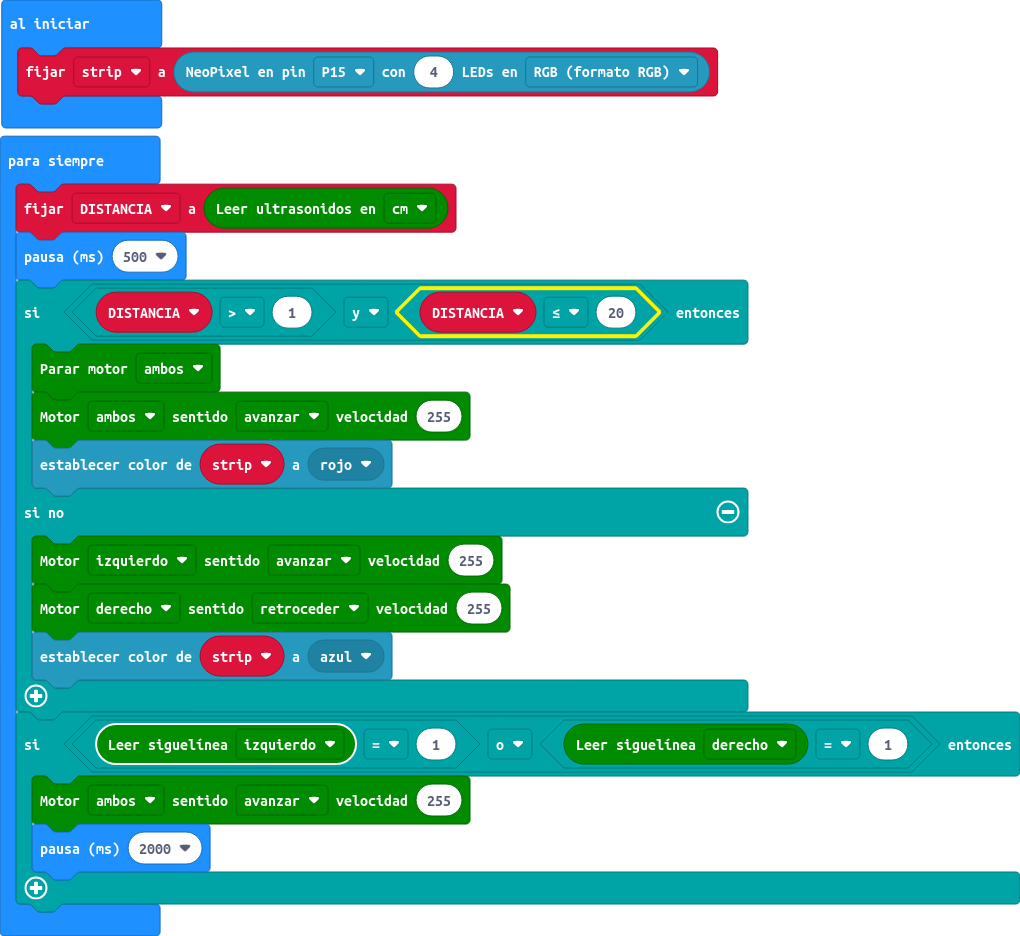 al iniciar
fijar strip a NeoPixel en pin P15 con 4 LEDs en RGB (formato RGB)
para siempre
fijar DISTANCIA a Leer ultrasonidos en cm
pausa (ms) 500
si DISTANCIA > 1 y DISTANCIA ≤ 20 entonces
Parar motor ambos
Motor ambos sentido avanzar velocidad 255
establecer color de strip a rojo
si no
Motor izquierdo sentido avanzar velocidad 255
Motor derecho sentido retroceder velocidad 255
establecer color de strip a azul
si Leer siguelínea izquierdo = 1 o Leer siguelínea derecho = 1 entonces
Motor ambos sentido avanzar velocidad 255
pausa (ms) 2000